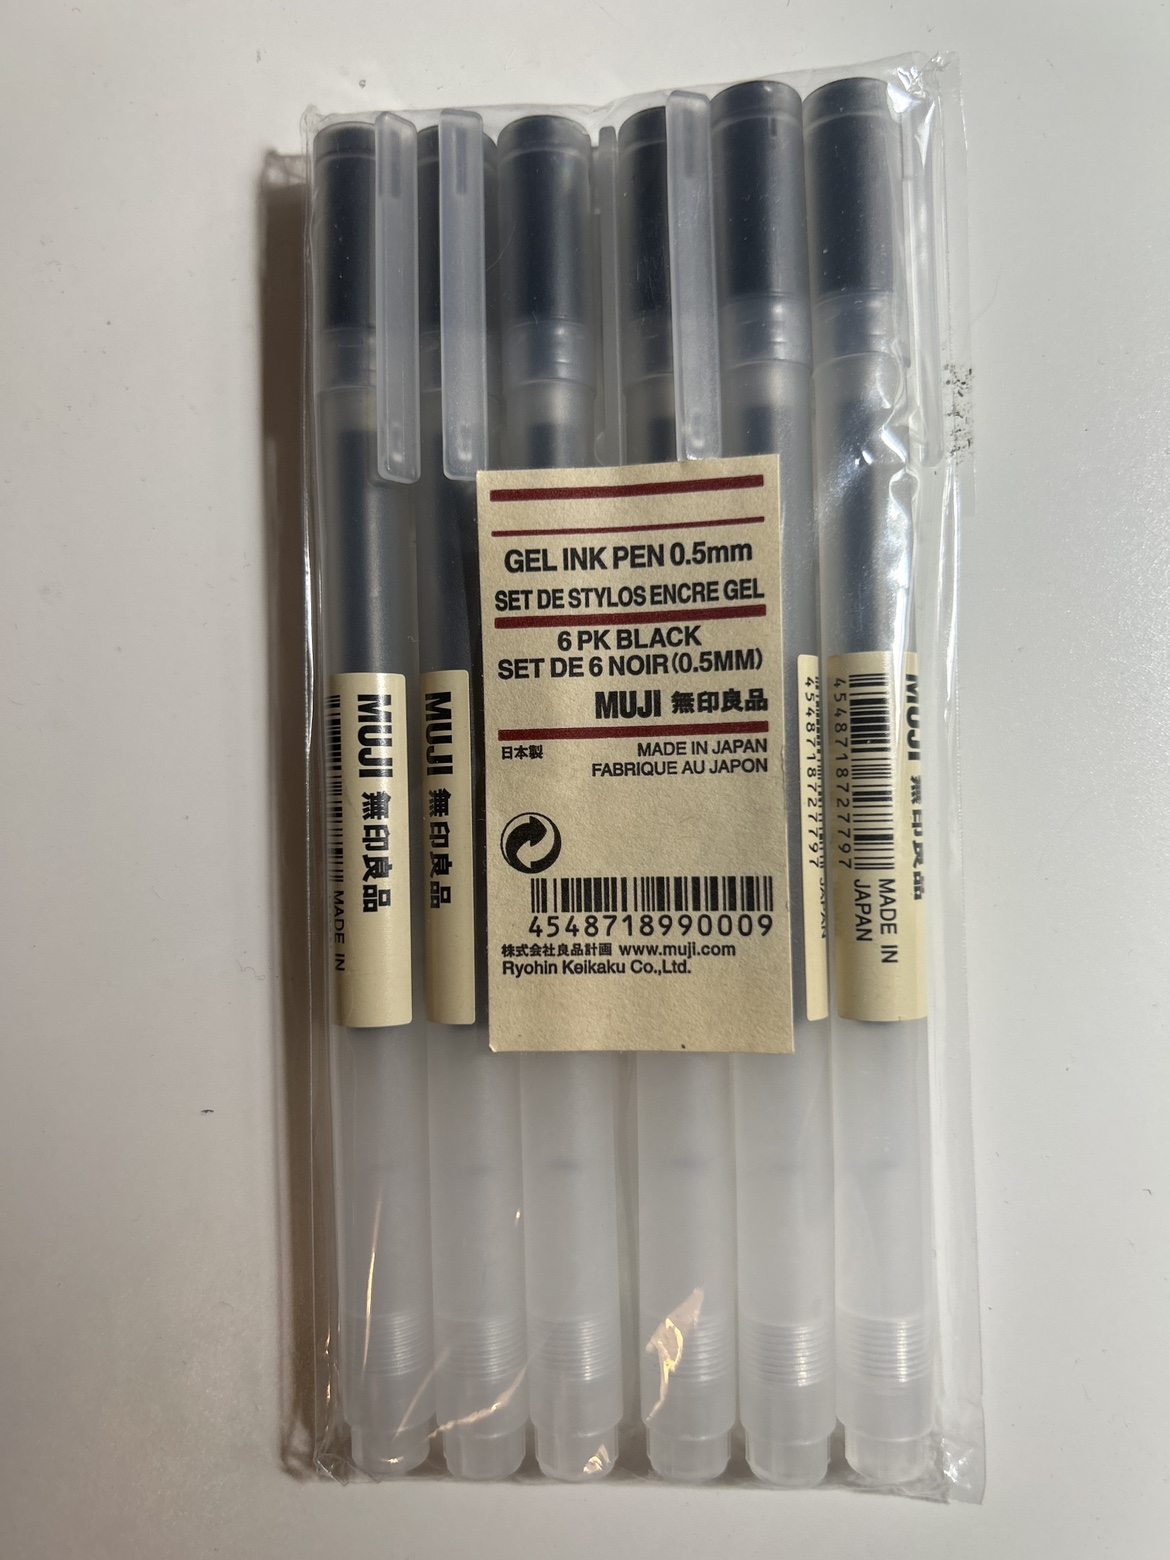 GEL INK PEN 0.5mm
SET DE STYLOS ENCRE GEL
6 PK BLACK
SET DE 6 NOIR (0.5MM)
MUJI 無印良品
日本製
MADE IN JAPAN
FABRIQUE AU JAPON
4548718990009
株式会社良品計画 www.muji.com
Ryohin Keikaku Co.,Ltd.
MUJI 無印良品
MADE IN
MUJI 無印良品
4548718727797
JAPAN
4548718727797
MADE IN
JAPAN
MUJI 無印良品